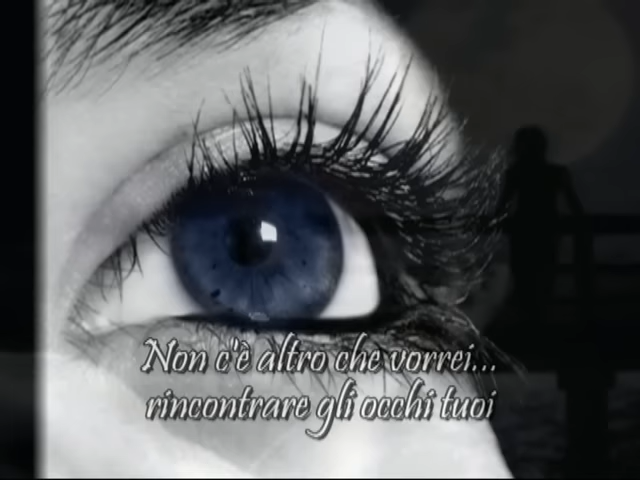 Non c'è altro che vorrei...
rincontrare gli occhi tuoi